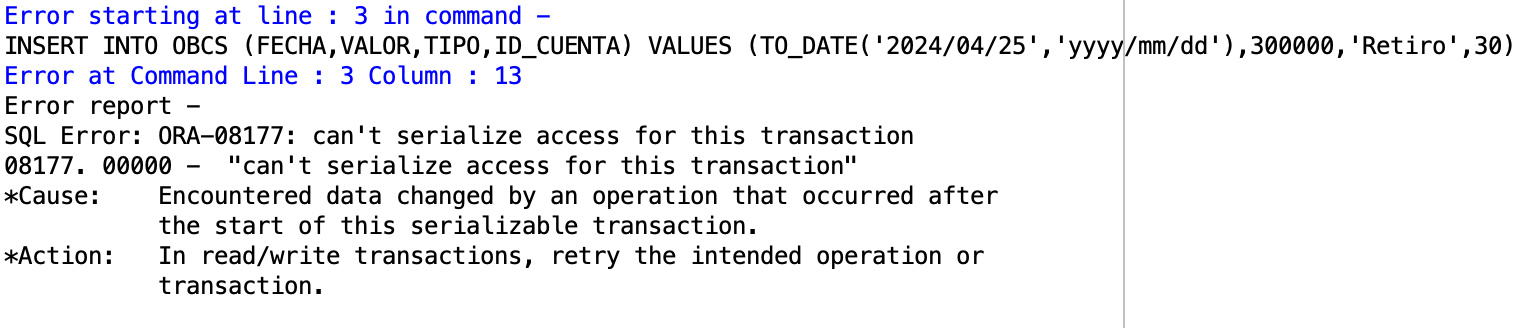 Error starting at line : 3 in command -
INSERT INTO OBCS (FECHA,VALOR,TIPO,ID_CUENTA) VALUES (TO_DATE('2024/04/25','yyyy/mm/dd'),300000,'Retiro',30)
Error at Command Line : 3 Column : 13
Error report -
SQL Error: ORA-08177: can't serialize access for this transaction
08177. 00000 -  "can't serialize access for this transaction"
*Cause:    Encountered data changed by an operation that occurred after
           the start of this serializable transaction.
*Action:   In read/write transactions, retry the intended operation or
           transaction.